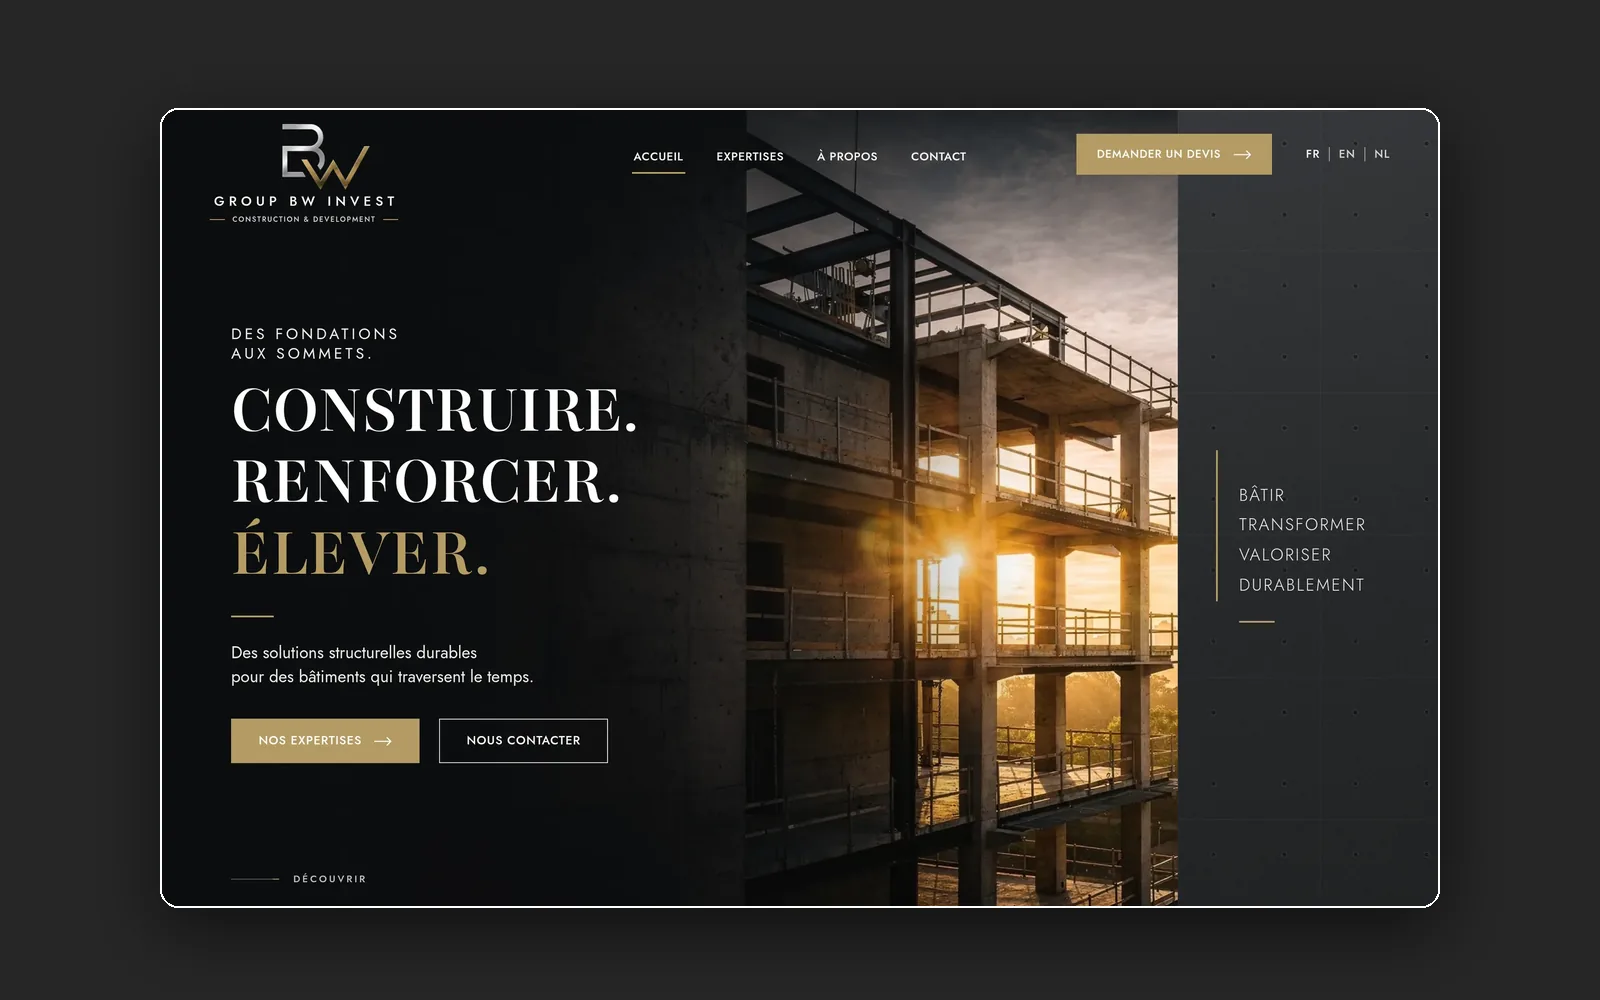 BW
GROUP BW INVEST
CONSTRUCTION & DEVELOPMENT
ACCUEIL EXPERTISES À PROPOS CONTACT
DEMANDER UN DEVIS
FR | EN | NL
DES FONDATIONS
AUX SOMMETS.
CONSTRUIRE.
RENFORCER.
ÉLEVER.
Des solutions structurelles durables
pour des bâtiments qui traversent le temps.
NOS EXPERTISES
NOUS CONTACTER
DÉCOUVRIR
BÂTIR
TRANSFORMER
VALORISER
DURABLEMENT